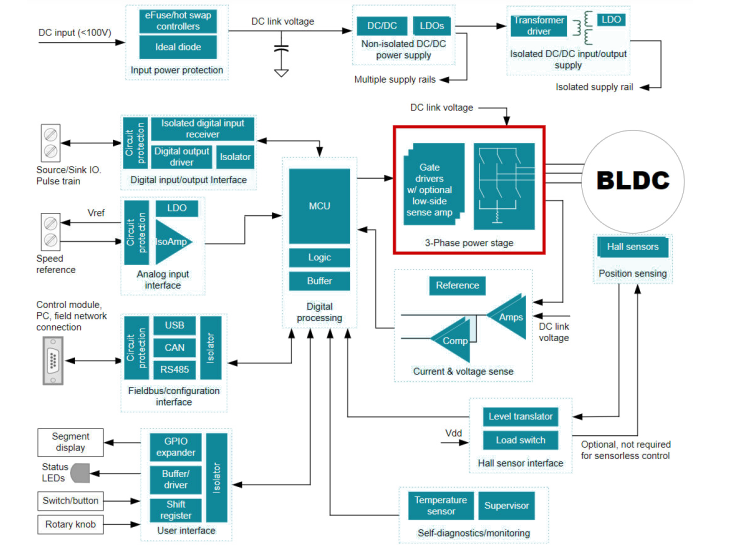 DC input (<100V)
eFuse/hot swap
controllers
Ideal diode
Input power protection
DC link voltage
DC/DC
LDOs
Non-isolated DC/DC
power supply
Multiple supply rails
Transformer
driver
LDO
Isolated DC/DC input/output
supply
Isolated supply rail
Source/Sink IO.
Pulse train
Circuit
protection
Isolated digital input
receiver
Digital output
driver
Isolator
Digital input/output Interface
Vref
Speed
reference
Circuit
protection
LDO
IsoAmp
Analog input
interface
MCU
Logic
Buffer
Digital
processing
DC link voltage
Gate
drivers
w/ optional
low-side
sense amp
3-Phase power stage
BLDC
Hall sensors
Position sensing
Reference
Amps
Comp
DC link
voltage
Current & voltage sense
Control module,
PC, field network
connection
Circuit
protection
USB
CAN
RS485
Isolator
Fieldbus/configuration
interface
Vdd
Level translator
Load switch
Hall sensor interface
Optional, not required
for sensorless control
Segment
display
Status
LEDs
Switch/button
Rotary knob
GPIO
expander
Buffer/
driver
Shift
register
Isolator
User interface
Temperature
sensor
Supervisor
Self-diagnostics/monitoring